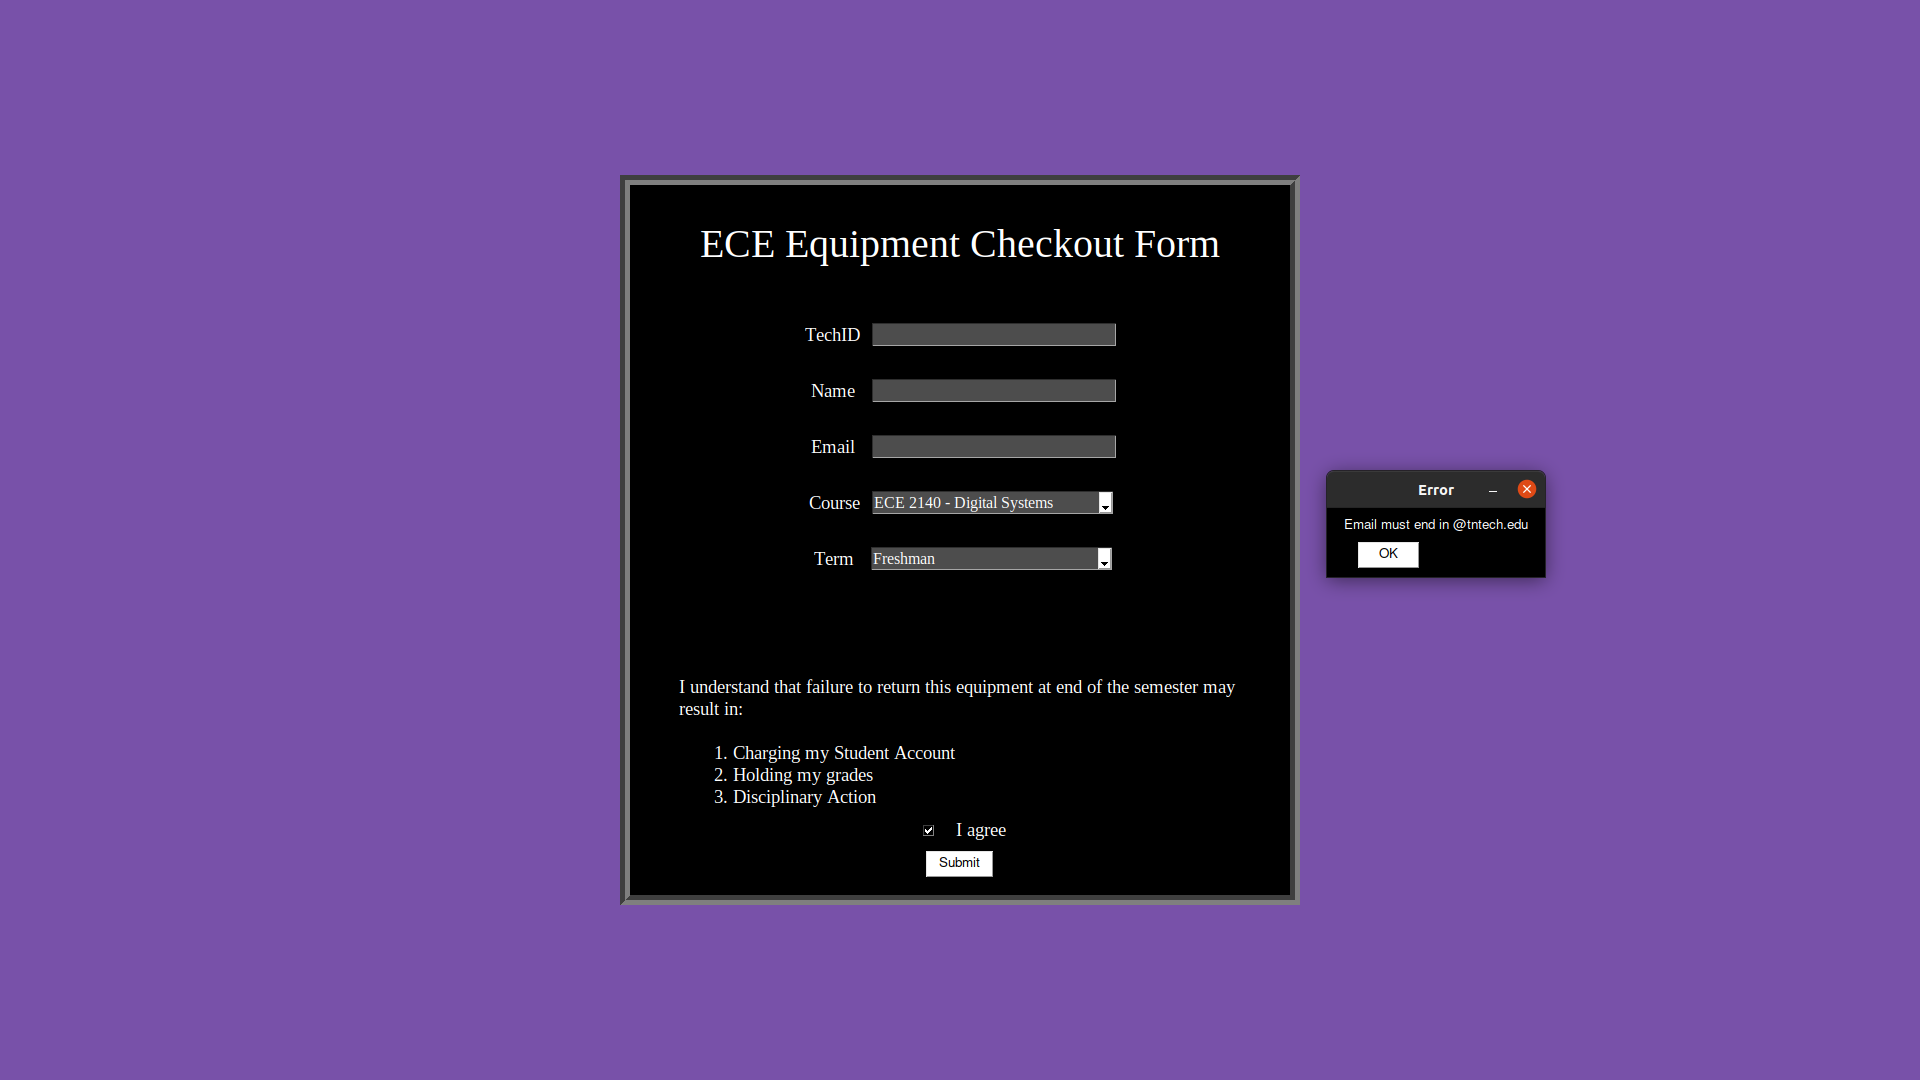 ECE Equipment Checkout Form
TechID
Name
Email
Course ECE 2140 - Digital Systems
Term Freshman
I understand that failure to return this equipment at end of the semester may
result in:
1. Charging my Student Account
2. Holding my grades
3. Disciplinary Action
I agree
Submit
Error
Email must end in @tntech.edu
OK